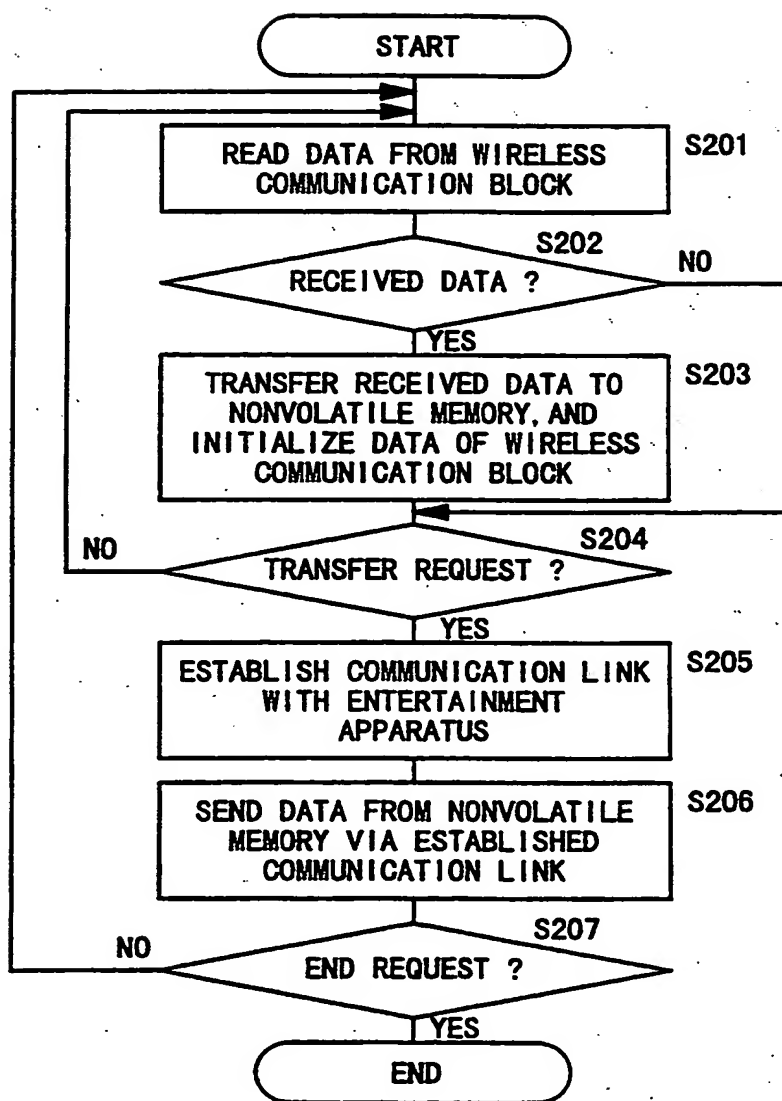 START
READ DATA FROM WIRELESS
COMMUNICATION BLOCK
S201
S202
RECEIVED DATA ?
NO
YES
TRANSFER RECEIVED DATA TO
NONVOLATILE MEMORY, AND
INITIALIZE DATA OF WIRELESS
COMMUNICATION BLOCK
S203
S204
NO
TRANSFER REQUEST ?
YES
ESTABLISH COMMUNICATION LINK
WITH ENTERTAINMENT
APPARATUS
S205
SEND DATA FROM NONVOLATILE
MEMORY VIA ESTABLISHED
COMMUNICATION LINK
S206
S207
NO
END REQUEST ?
YES
END